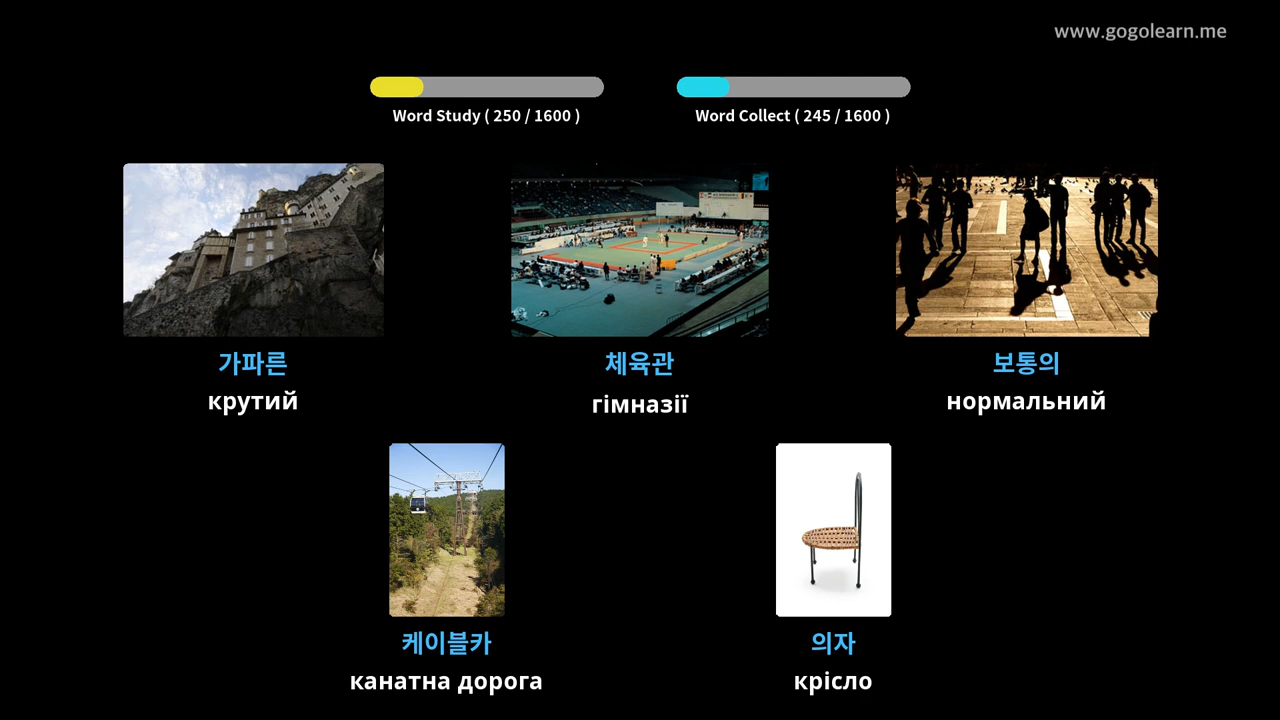 www.gogolearn.me
Word Study ( 250 / 1600 )
Word Collect ( 245 / 1600 )
가파른
крутий
체육관
гімназії
보통의
нормальний
케이블카
канатна дорога
의자
крісло